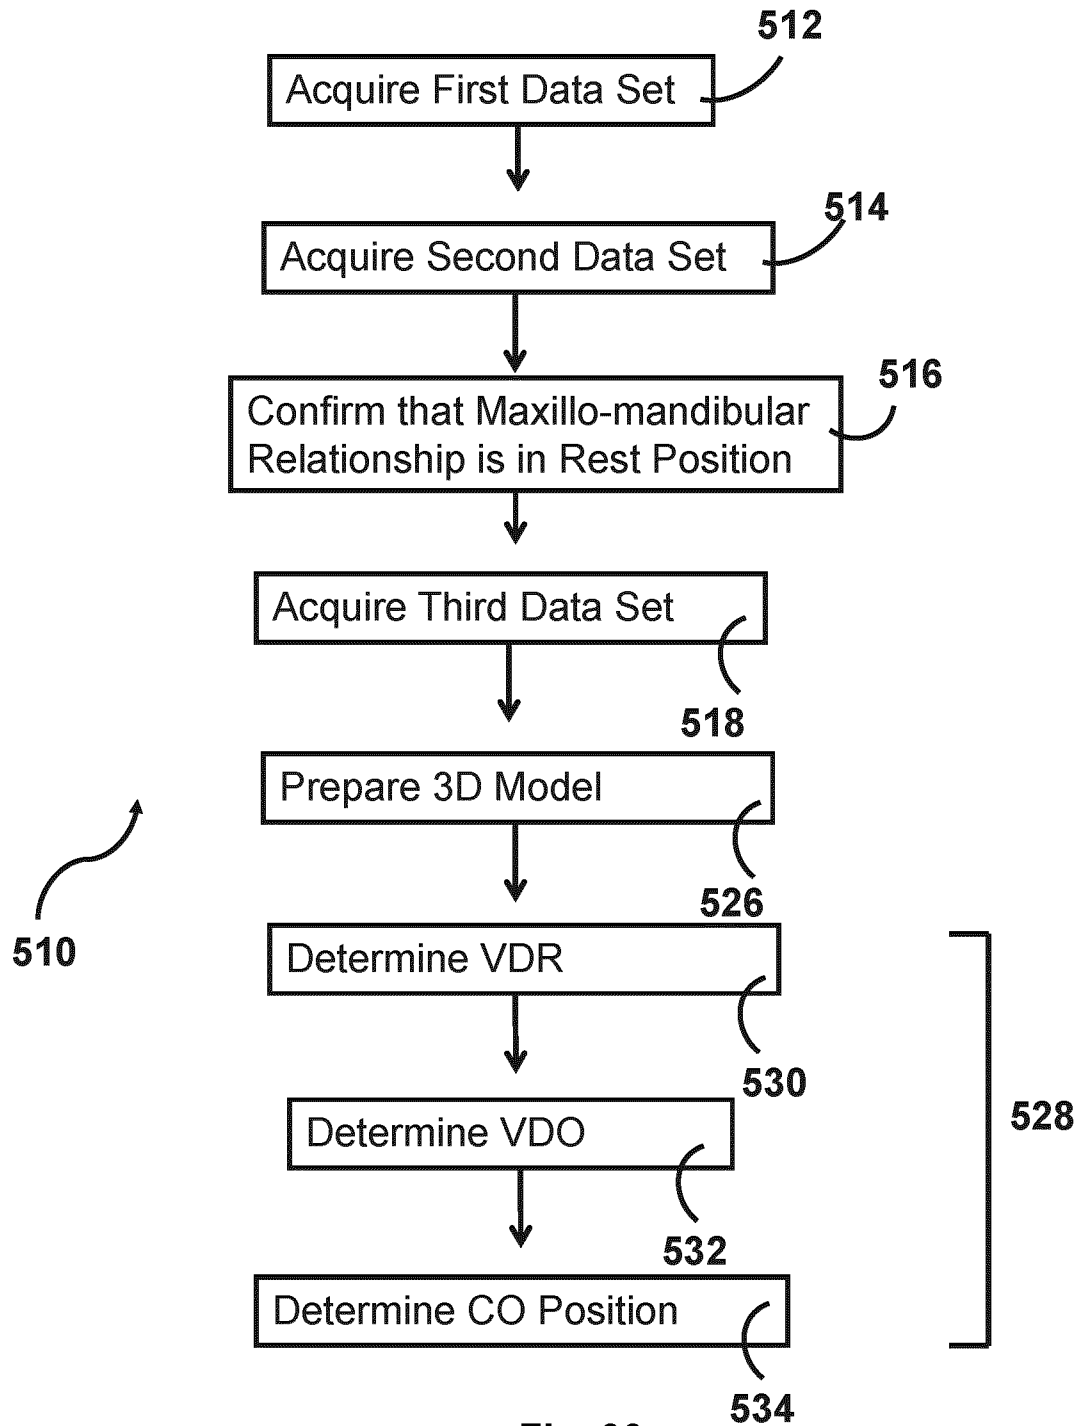 512
Acquire First Data Set
514
Acquire Second Data Set
516
Confirm that Maxillo-mandibular
Relationship is in Rest Position
Acquire Third Data Set
518
Prepare 3D Model
526
510
Determine VDR
530
528
Determine VDO
532
Determine CO Position
534